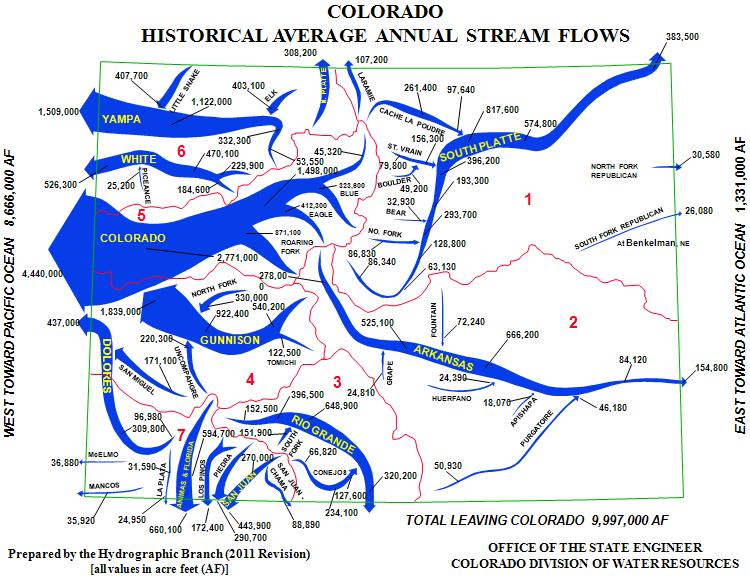 COLORADO
HISTORICAL AVERAGE ANNUAL STREAM FLOWS
308,200
107,200
383,500
407,700
LITTLE SNAKE
403,100
ELK
N. PLATTE
LARAMIE
261,400
97,640
1,509,000
YAMPA
1,122,000
CACHE LA POUDRE
817,600
574,800
332,300
6
WHITE
470,100
229,900
53,550
45,320
1,498,000
ST. VRAIN
156,300
SOUTH PLATTE
396,200
79,800
BOULDER
49,200
193,300
NORTH FORK
REPUBLICAN
30,580
526,300
25,200
PICEANCE
184,600
323,600
BLUE
32,930
BEAR
293,700
1
5
412,300
EAGLE
SOUTH FORK REPUBLICAN
26,080
COLORADO
871,100
ROARING
FORK
NO. FORK
128,800
At Benkelman, NE
2,771,000
86,830
86,340
63,130
4,440,000
278,00
0
NORTH FORK
330,000
540,200
1,839,000
922,400
437,000
220,300
GUNNISON
525,100
FOUNTAIN
72,240
2
666,200
DOLORES
171,100
UNCOMPAHGRE
122,500
TOMICHI
ARKANSAS
84,120
154,800
SAN MIGUEL
4
3
24,810
GRAPE
24,390
HUERFANO
18,070
APISHAPA
46,180
PURGATORE
96,980
309,800
7
152,500
396,500
648,900
RIO GRANDE
594,700
151,900
SOUTH
FORK
66,820
McELMO
36,880
31,590
LA PLATA
ANIMAS & FLORIDA
LOS PINOS
PIEDRA
270,000
SAN JUAN
SAN JUAN -
CHAMA
CONEJOS
320,200
50,930
MANCOS
35,920
24,950
660,100
172,400
443,900
290,700
88,890
127,600
234,100
WEST TOWARD PACIFIC OCEAN 8,666,000 AF
EAST TOWARD ATLANTIC OCEAN 1,331,000 AF
TOTAL LEAVING COLORADO 9,997,000 AF
Prepared by the Hydrographic Branch (2011 Revision)
[all values in acre feet (AF)]
OFFICE OF THE STATE ENGINEER
COLORADO DIVISION OF WATER RESOURCES